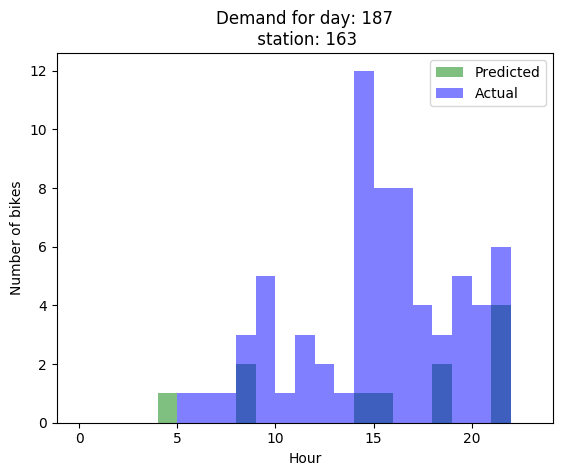 Demand for day: 187
station: 163
Predicted
Actual
Number of bikes
12
10
8
6
4
2
0
0 5 10 15 20
Hour